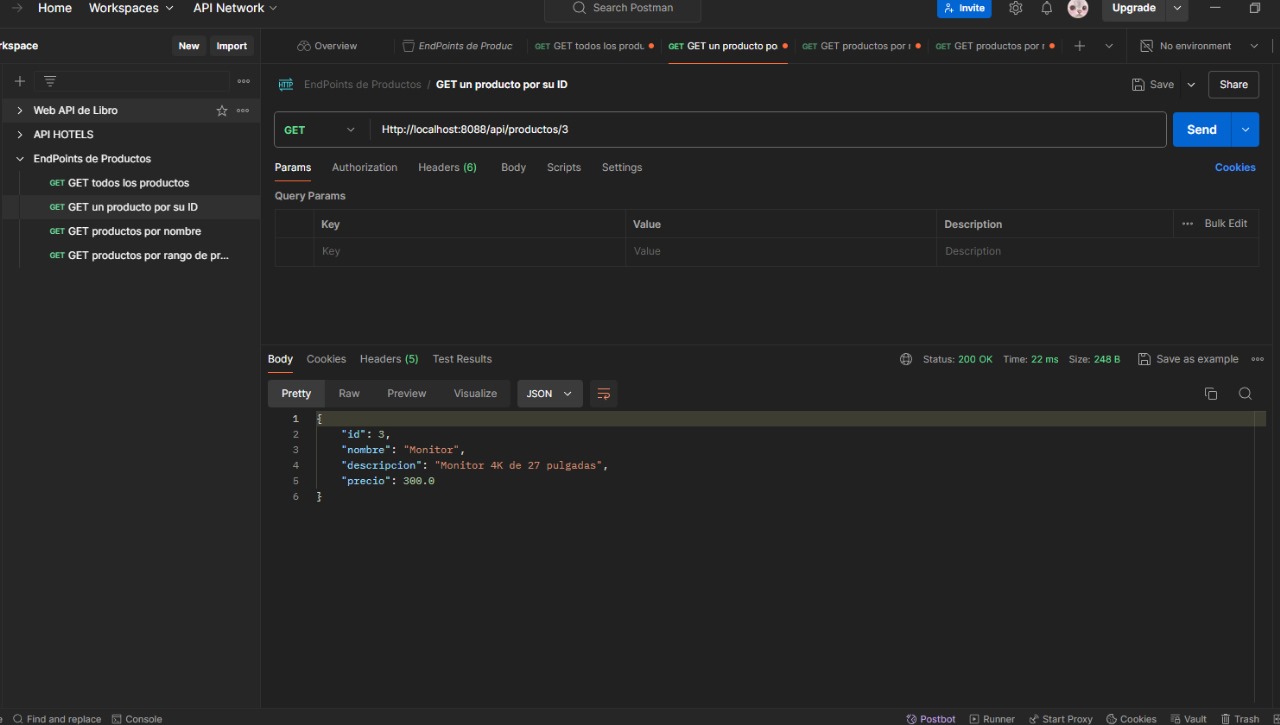 Home Workspaces API Network Search Postman Invite Upgrade
rkspace New Import Overview EndPoints de Produc GET GET todos los produ GET GET un producto po GET GET productos por r GET GET productos por r No environment
EndPoints de Productos / GET un producto por su ID Save Share
Web API de Libro
API HOTELS
EndPoints de Productos
GET GET todos los productos
GET GET un producto por su ID
GET GET productos por nombre
GET GET productos por rango de pr...
GET Http://localhost:8088/api/productos/3 Send
Params Authorization Headers (6) Body Scripts Settings Cookies
Query Params
Key Value Description Bulk Edit
Key Value Description
Body Cookies Headers (5) Test Results Status: 200 OK Time: 22 ms Size: 248 B Save as example
Pretty Raw Preview Visualize JSON
1 {
2 "id": 3,
3 "nombre": "Monitor",
4 "descripcion": "Monitor 4K de 27 pulgadas",
5 "precio": 300.0
6 }
Find and replace Console Postbot Runner Start Proxy Cookies Vault Trash